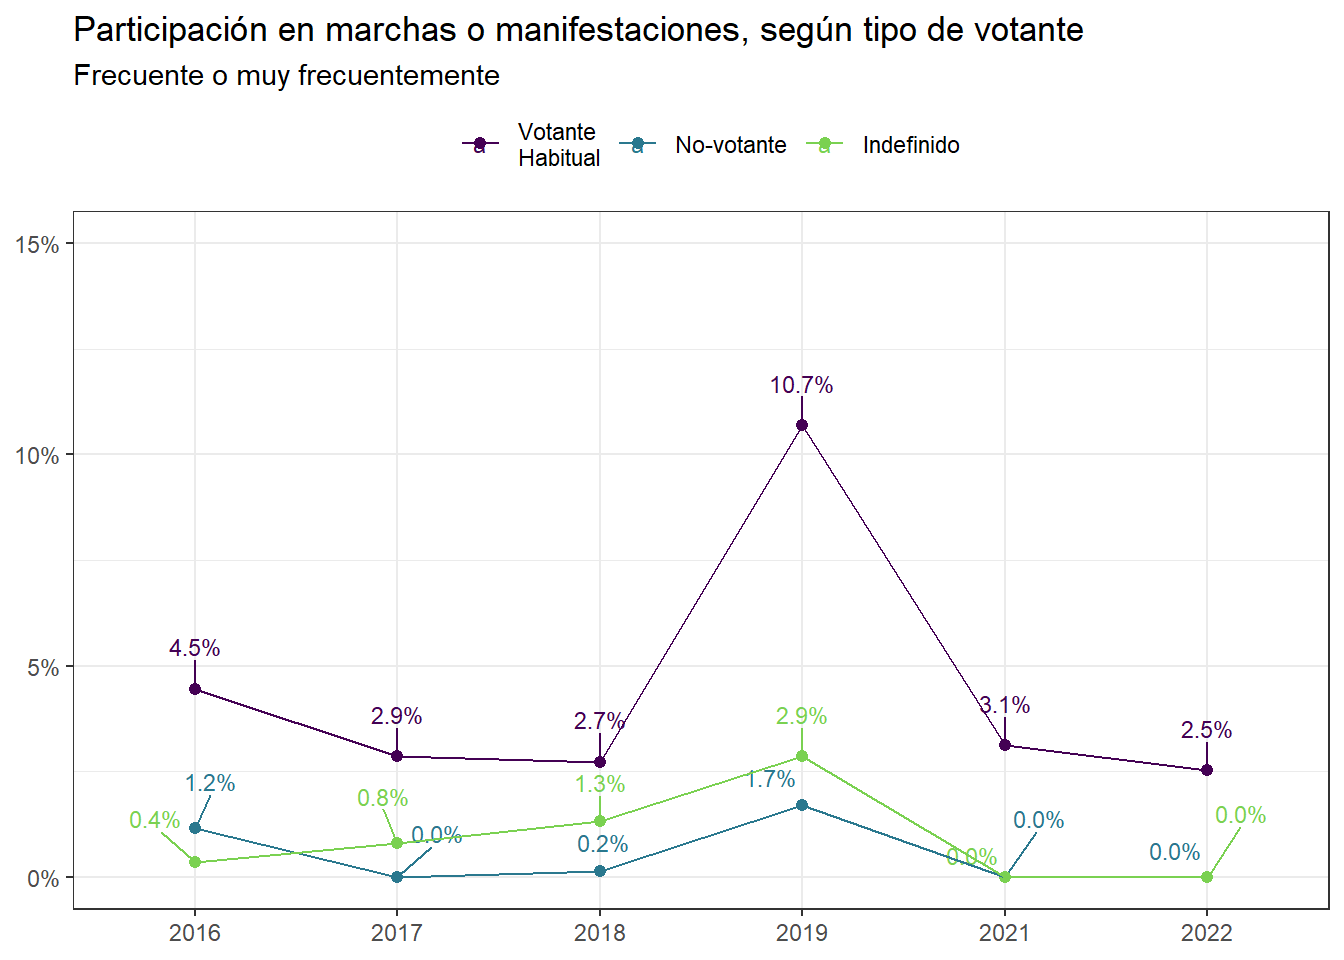 Participación en marchas o manifestaciones, según tipo de votante
Frecuente o muy frecuentemente
a Votante Habitual a No-votante a Indefinido
15%
10.7%
10%
4.5%
5%
2.9% 2.7% 2.9% 3.1% 2.5%
1.2% 0.4% 0.8% 0.0% 1.3% 0.2% 1.7% 0.0% 0.0% 0.0% 0.0%
0%
2016 2017 2018 2019 2021 2022